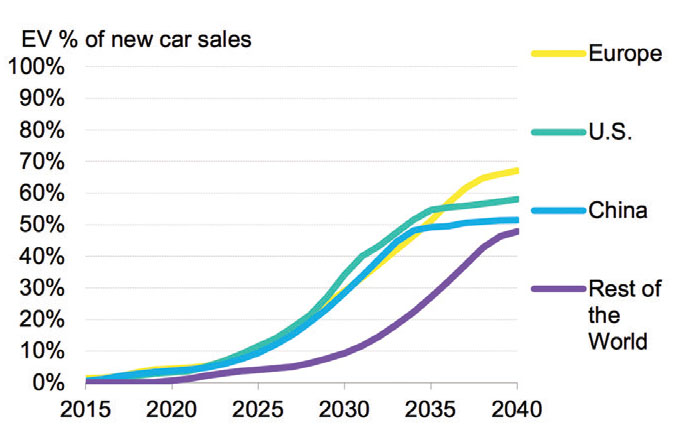 EV % of new car sales
100%
90%
80%
70%
60%
50%
40%
30%
20%
10%
0%
2015 2020 2025 2030 2035 2040
Europe
U.S.
China
Rest of
the
World